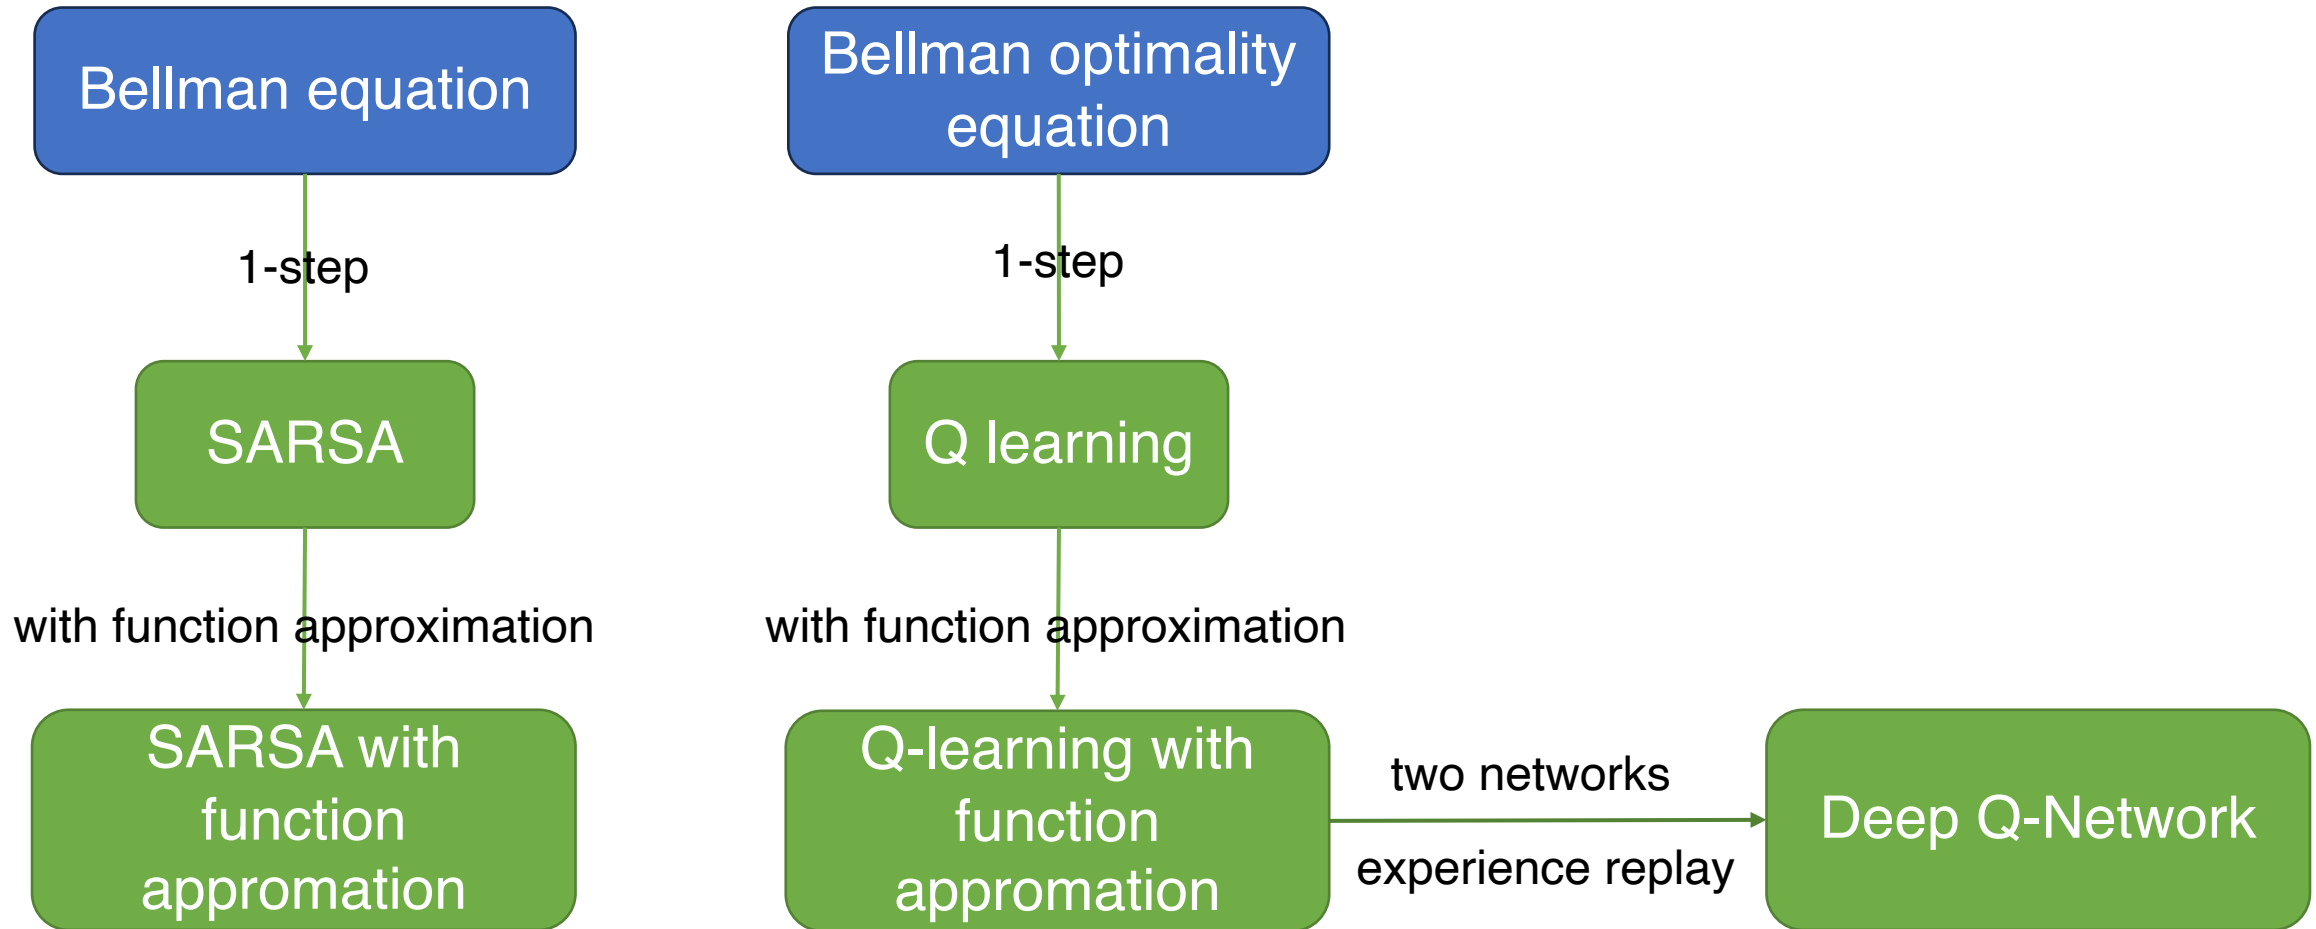 Bellman equation
Bellman optimality
equation
1-step
1-step
SARSA
Q learning
with function approximation
with function approximation
SARSA with
function
appromation
Q-learning with
function
appromation
two networks
experience replay
Deep Q-Network